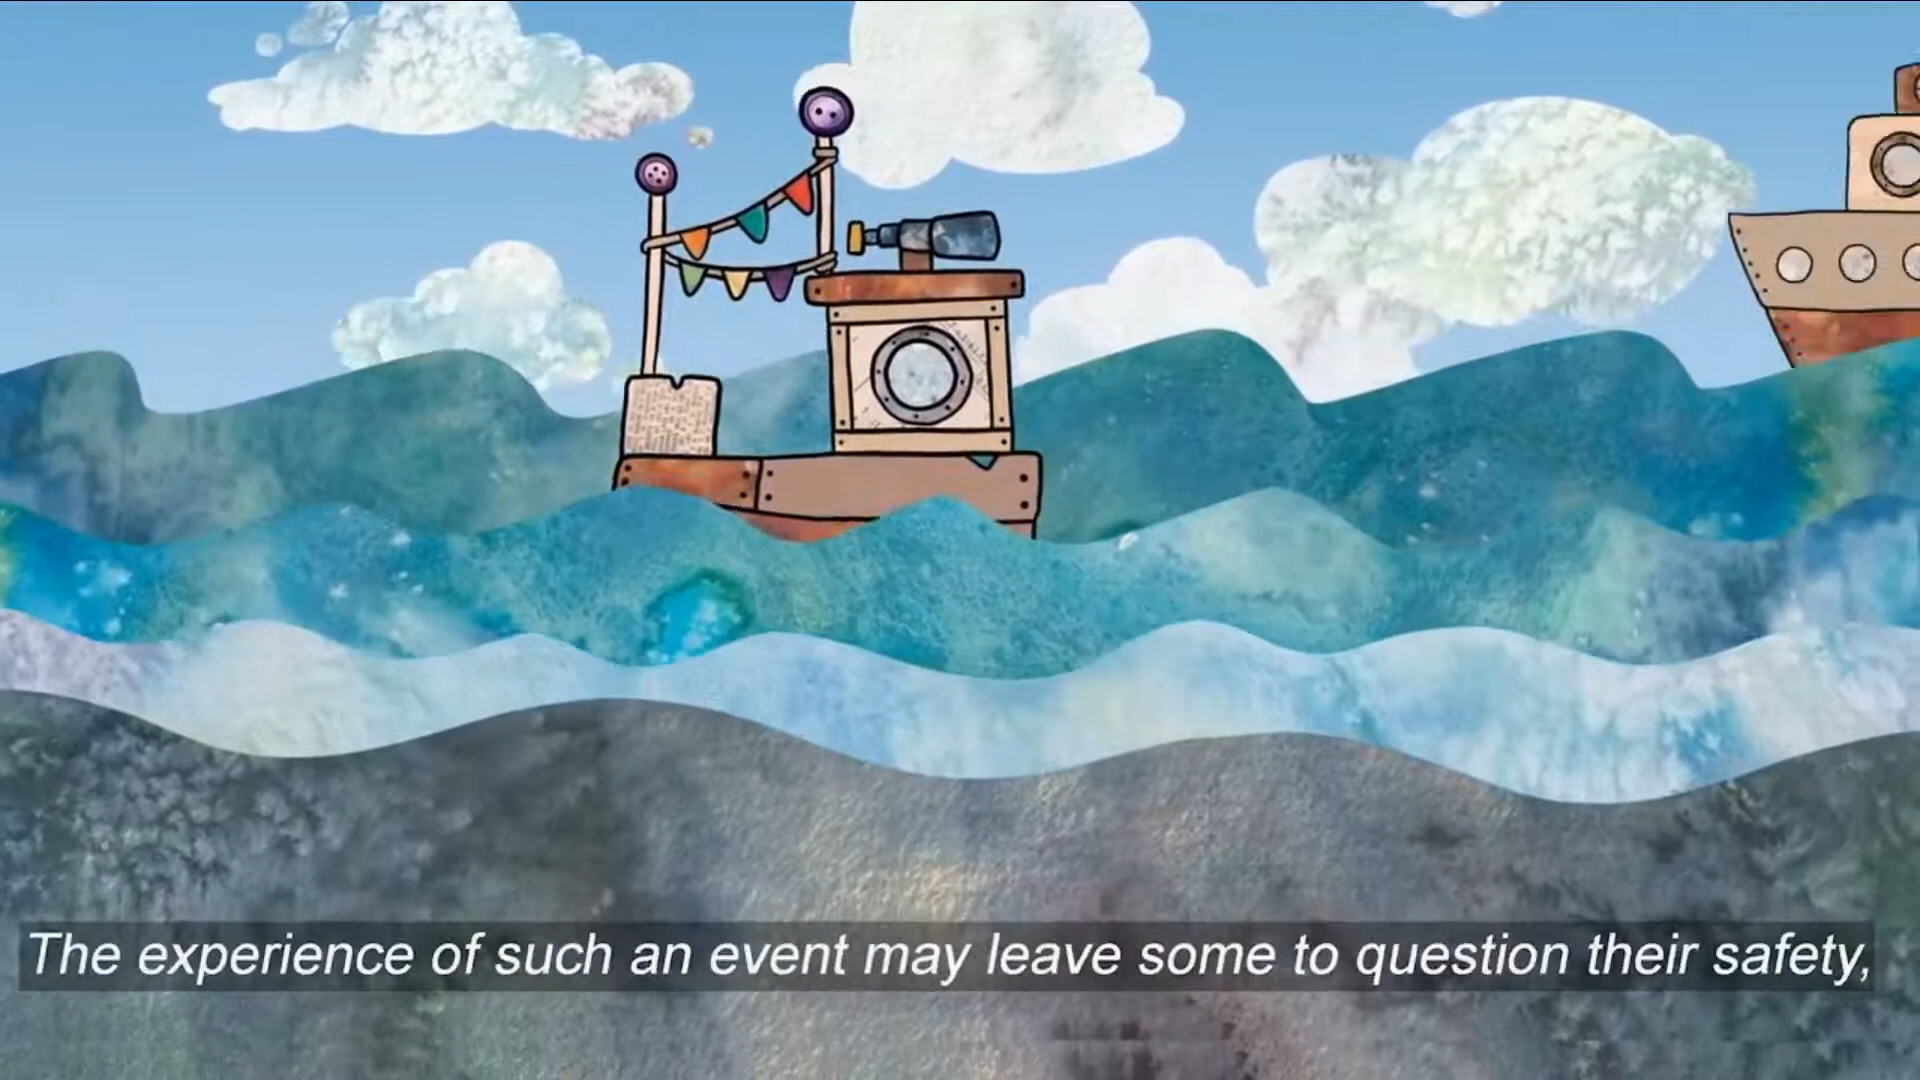 The experience of such an event may leave some to question their safety,